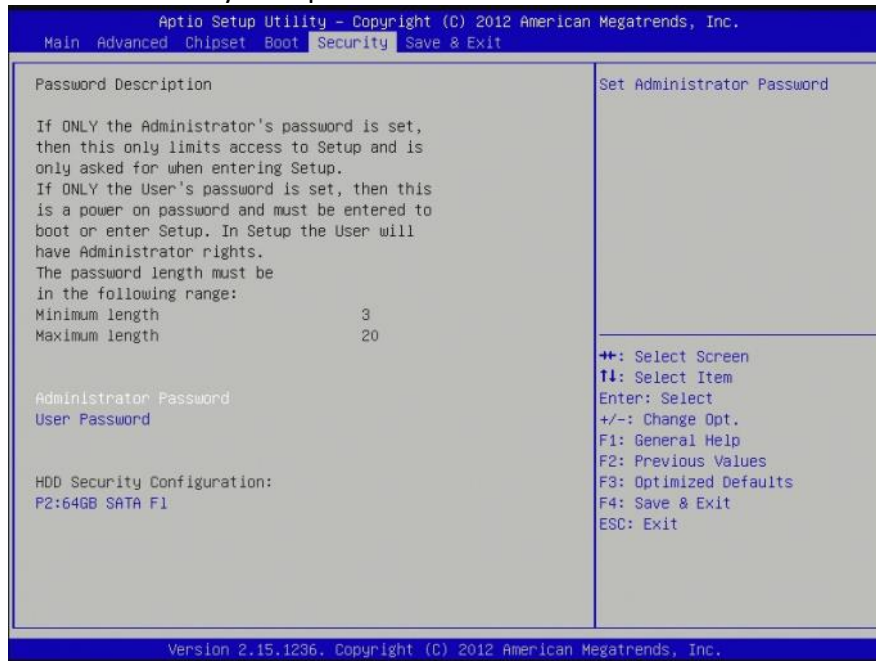 Aptio Setup Utility – Copyright (C) 2012 American Megatrends, Inc.
Main Advanced Chipset Boot Security Save & Exit
Password Description
If ONLY the Administrator's password is set,
then this only limits access to Setup and is
only asked for when entering Setup.
If ONLY the User's password is set, then this
is a power on password and must be entered to
boot or enter Setup. In Setup the User will
have Administrator rights.
The password length must be
in the following range:
Minimum length 3
Maximum length 20
Administrator Password
User Password
HDD Security Configuration:
P2:64GB SATA Fl
Set Administrator Password
→←: Select Screen
↑↓: Select Item
Enter: Select
+/-: Change Opt.
F1: General Help
F2: Previous Values
F3: Optimized Defaults
F4: Save & Exit
ESC: Exit
Version 2.15.1236. Copyright (C) 2012 American Megatrends, Inc.